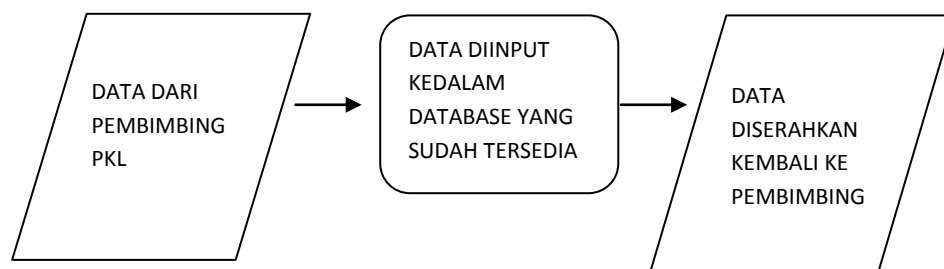 DATA DARI
PEMBIMBING
PKL
DATA DIINPUT
KEDALAM
DATABASE YANG
SUDAH TERSEDIA
DATA
DISERAHKAN
KEMBALI KE
PEMBIMBING